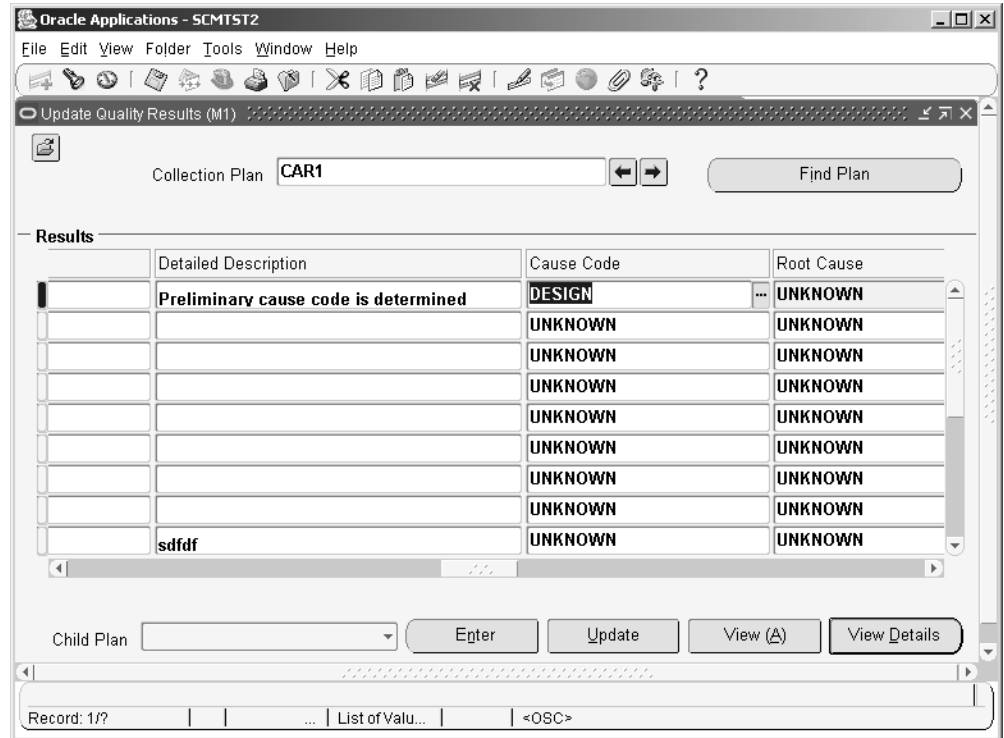 Oracle Applications - SCMTST2
File Edit View Folder Tools Window Help
Update Quality Results (M1)
Collection Plan CAR1 Find Plan
Results
Detailed Description Cause Code Root Cause
Preliminary cause code is determined DESIGN ... UNKNOWN
UNKNOWN UNKNOWN
UNKNOWN UNKNOWN
UNKNOWN UNKNOWN
UNKNOWN UNKNOWN
UNKNOWN UNKNOWN
UNKNOWN UNKNOWN
UNKNOWN UNKNOWN
sdfdf UNKNOWN UNKNOWN
Child Plan Enter Update View (A) View Details
Record: 1/? ... List of Valu... <OSC>